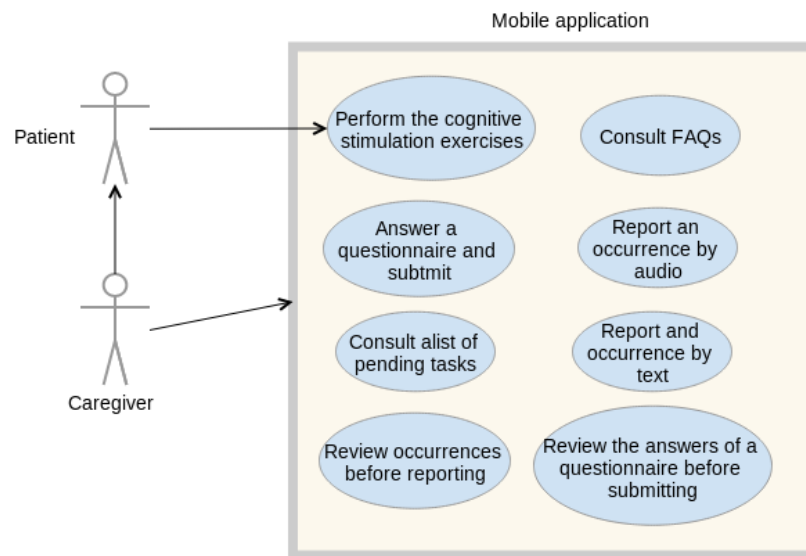 Mobile application
Patient
Perform the cognitive
stimulation exercises
Consult FAQs
Answer a
questionnaire and
subtmit
Report an
occurrence by
audio
Consult alist of
pending tasks
Report and
occurrence by
text
Caregiver
Review occurrences
before reporting
Review the answers of a
questionnaire before
submitting